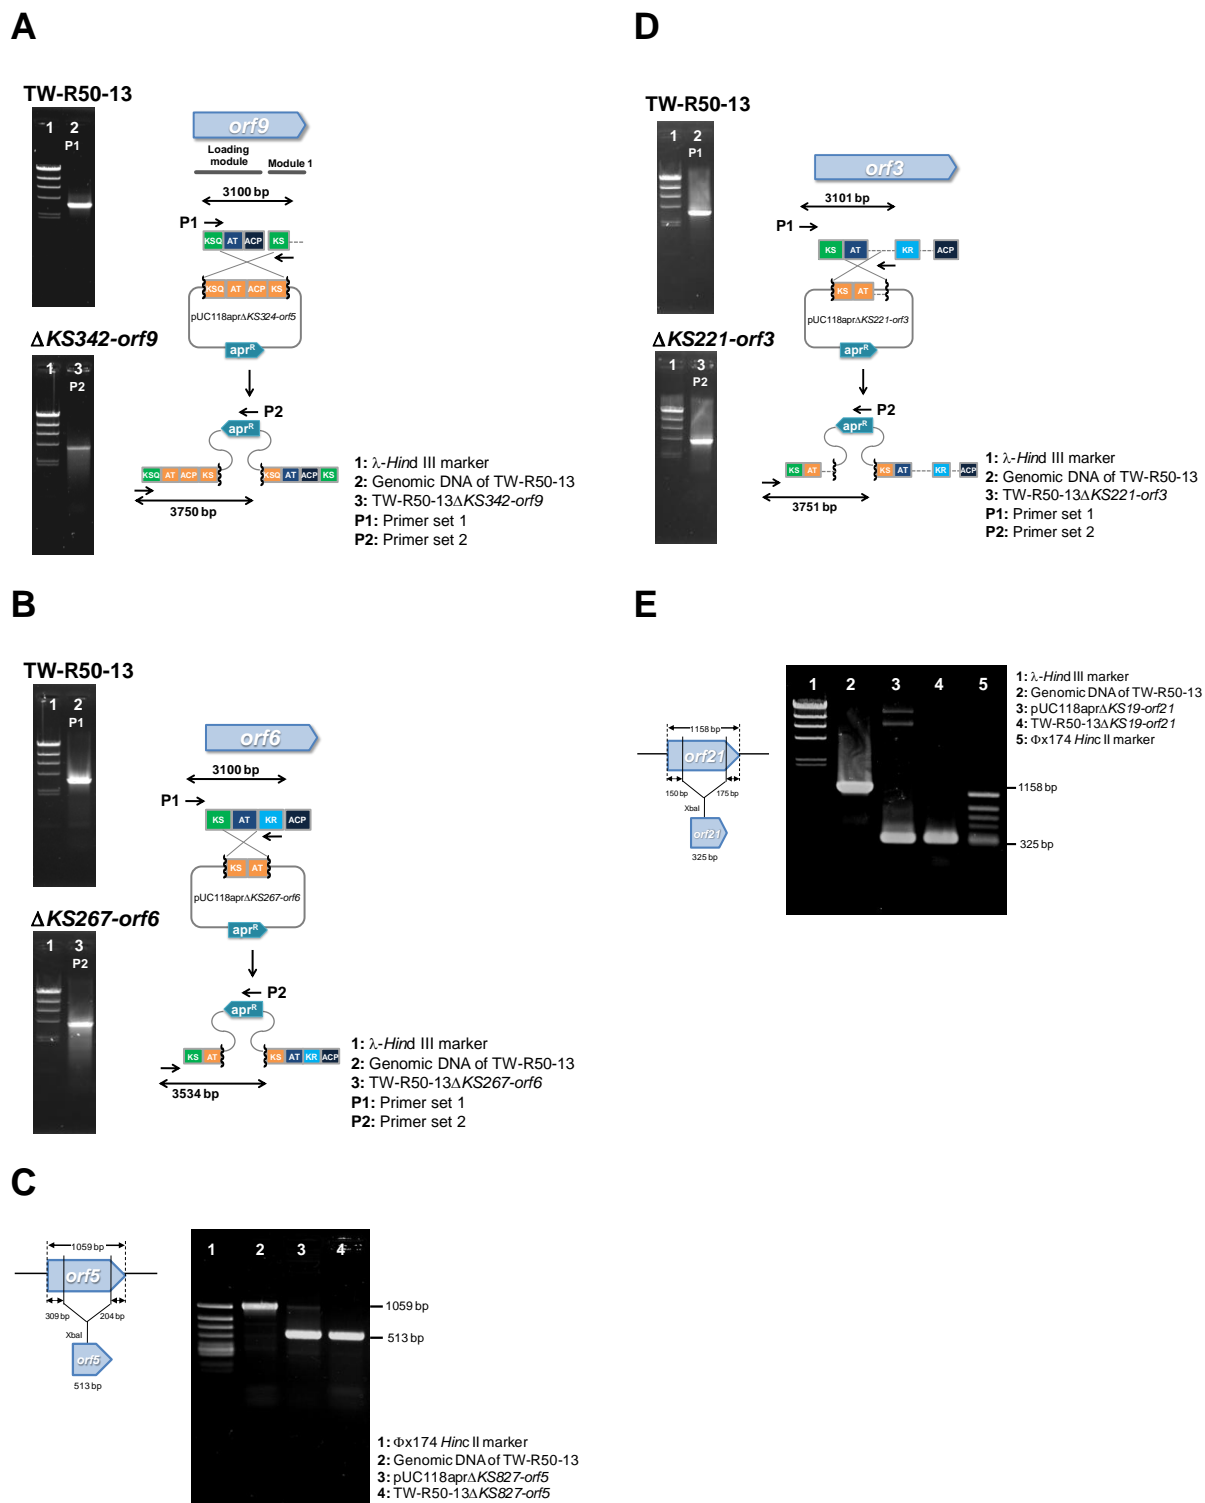 A
TW-R50-13
1 2
P1
orf9
Loading
module
Module 1
3100 bp
P1
KSQ AT ACP KS
KSQ AT ACP KS
pUC118aprΔKS324-orf5
aprR
ΔKS342-orf9
1 3
P2
P2
aprR
KSQ AT ACP KS
KSQ AT ACP KS
3750 bp
1: λ-Hind III marker
2: Genomic DNA of TW-R50-13
3: TW-R50-13ΔKS342-orf9
P1: Primer set 1
P2: Primer set 2
D
TW-R50-13
1 2
P1
orf3
3101 bp
P1
KS AT KR ACP
KS AT
pUC118aprΔKS221-orf3
aprR
ΔKS221-orf3
1 3
P2
P2
aprR
KS AT
KS AT KR ACP
3751 bp
1: λ-Hind III marker
2: Genomic DNA of TW-R50-13
3: TW-R50-13ΔKS221-orf3
P1: Primer set 1
P2: Primer set 2
B
TW-R50-13
1 2
P1
orf6
3100 bp
P1
KS AT KR ACP
KS AT
pUC118aprΔKS267-orf6
aprR
ΔKS267-orf6
1 3
P2
P2
aprR
KS AT
KS AT KR ACP
3534 bp
1: λ-Hind III marker
2: Genomic DNA of TW-R50-13
3: TW-R50-13ΔKS267-orf6
P1: Primer set 1
P2: Primer set 2
E
1158 bp
orf21
150 bp 175 bp
XbaI
orf21
325 bp
1 2 3 4 5
1158 bp
325 bp
1: λ-Hind III marker
2: Genomic DNA of TW-R50-13
3: pUC118aprΔKS19-orf21
4: TW-R50-13ΔKS19-orf21
5: Φx174 Hinc II marker
C
1059 bp
orf5
309 bp 204 bp
XbaI
orf5
513 bp
1 2 3 4
1059 bp
513 bp
1: Φx174 Hinc II marker
2: Genomic DNA of TW-R50-13
3: pUC118aprΔKS827-orf5
4: TW-R50-13ΔKS827-orf5